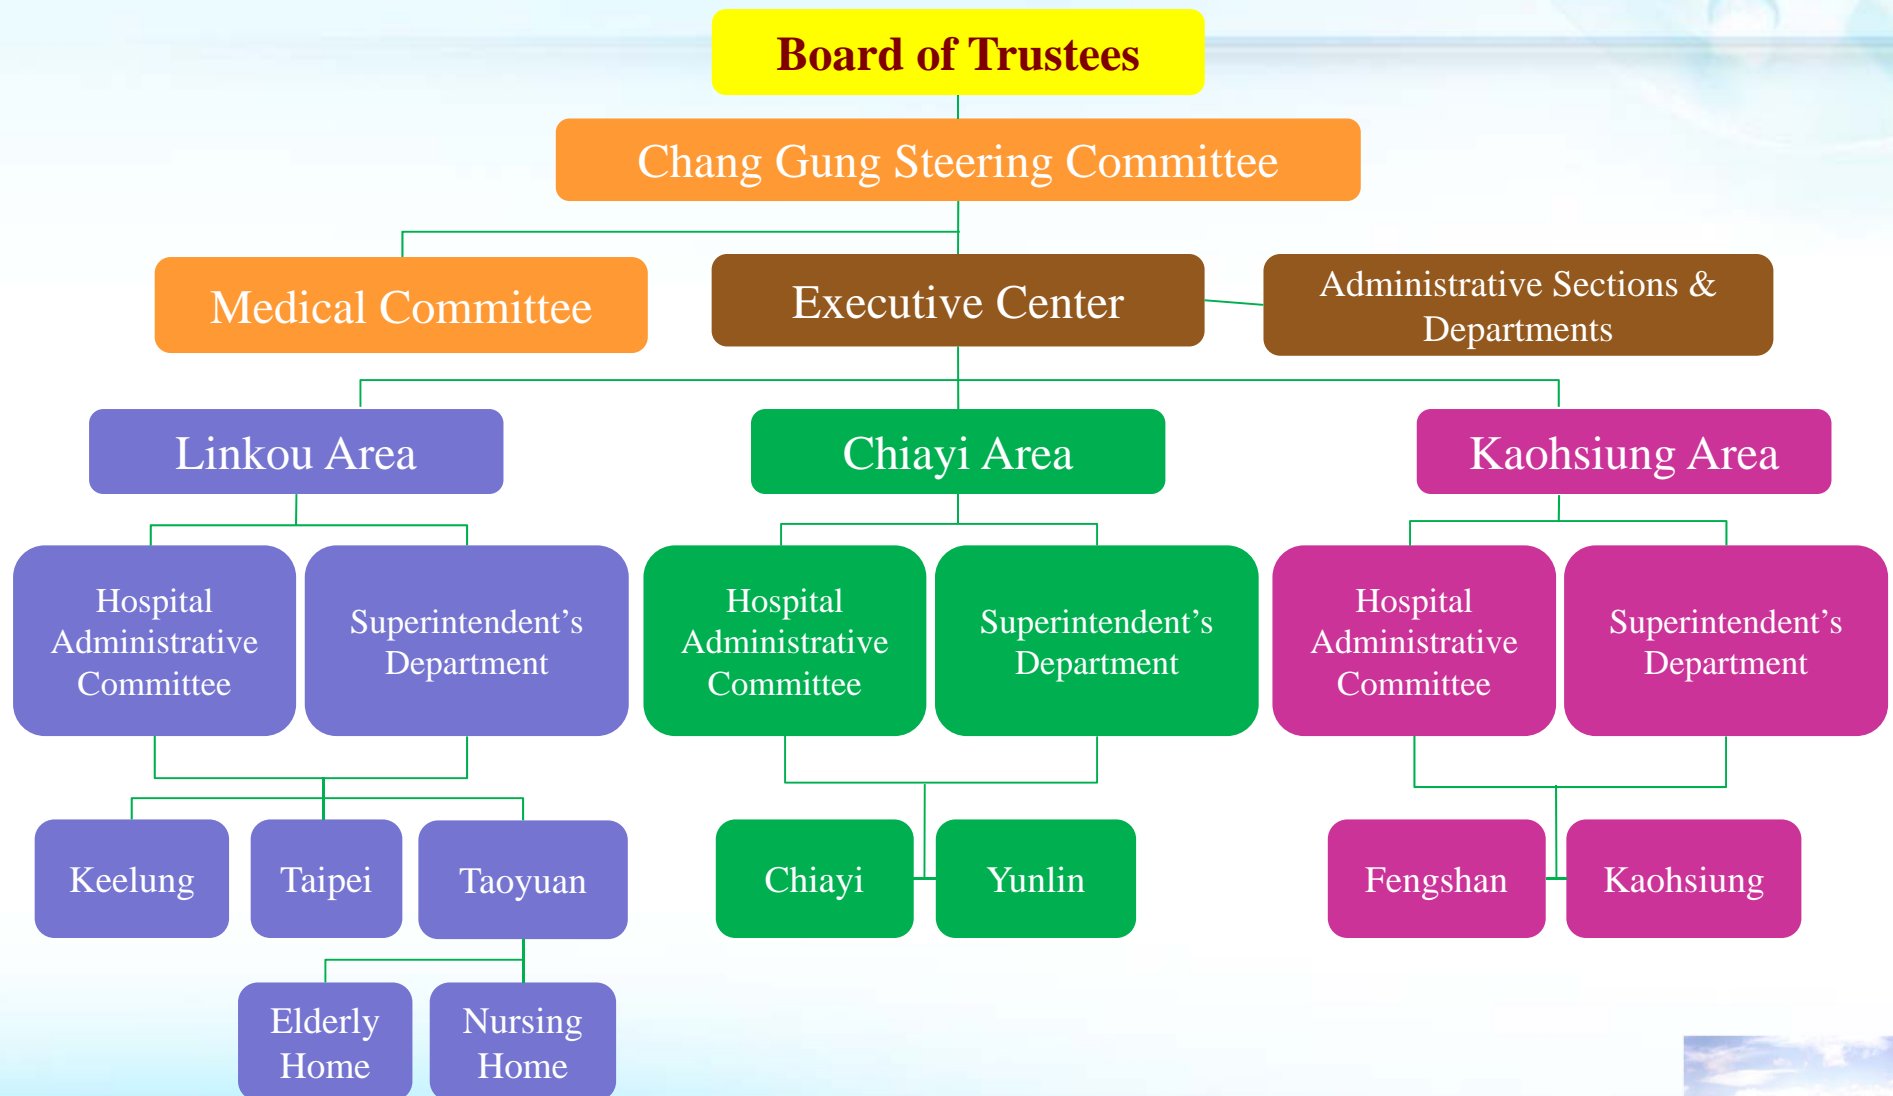 Board of Trustees
Chang Gung Steering Committee
Medical Committee
Executive Center
Administrative Sections &
Departments
Linkou Area
Chiayi Area
Kaohsiung Area
Hospital
Administrative
Committee
Superintendent’s
Department
Hospital
Administrative
Committee
Superintendent’s
Department
Hospital
Administrative
Committee
Superintendent’s
Department
Keelung
Taipei
Taoyuan
Chiayi
Yunlin
Fengshan
Kaohsiung
Elderly
Home
Nursing
Home